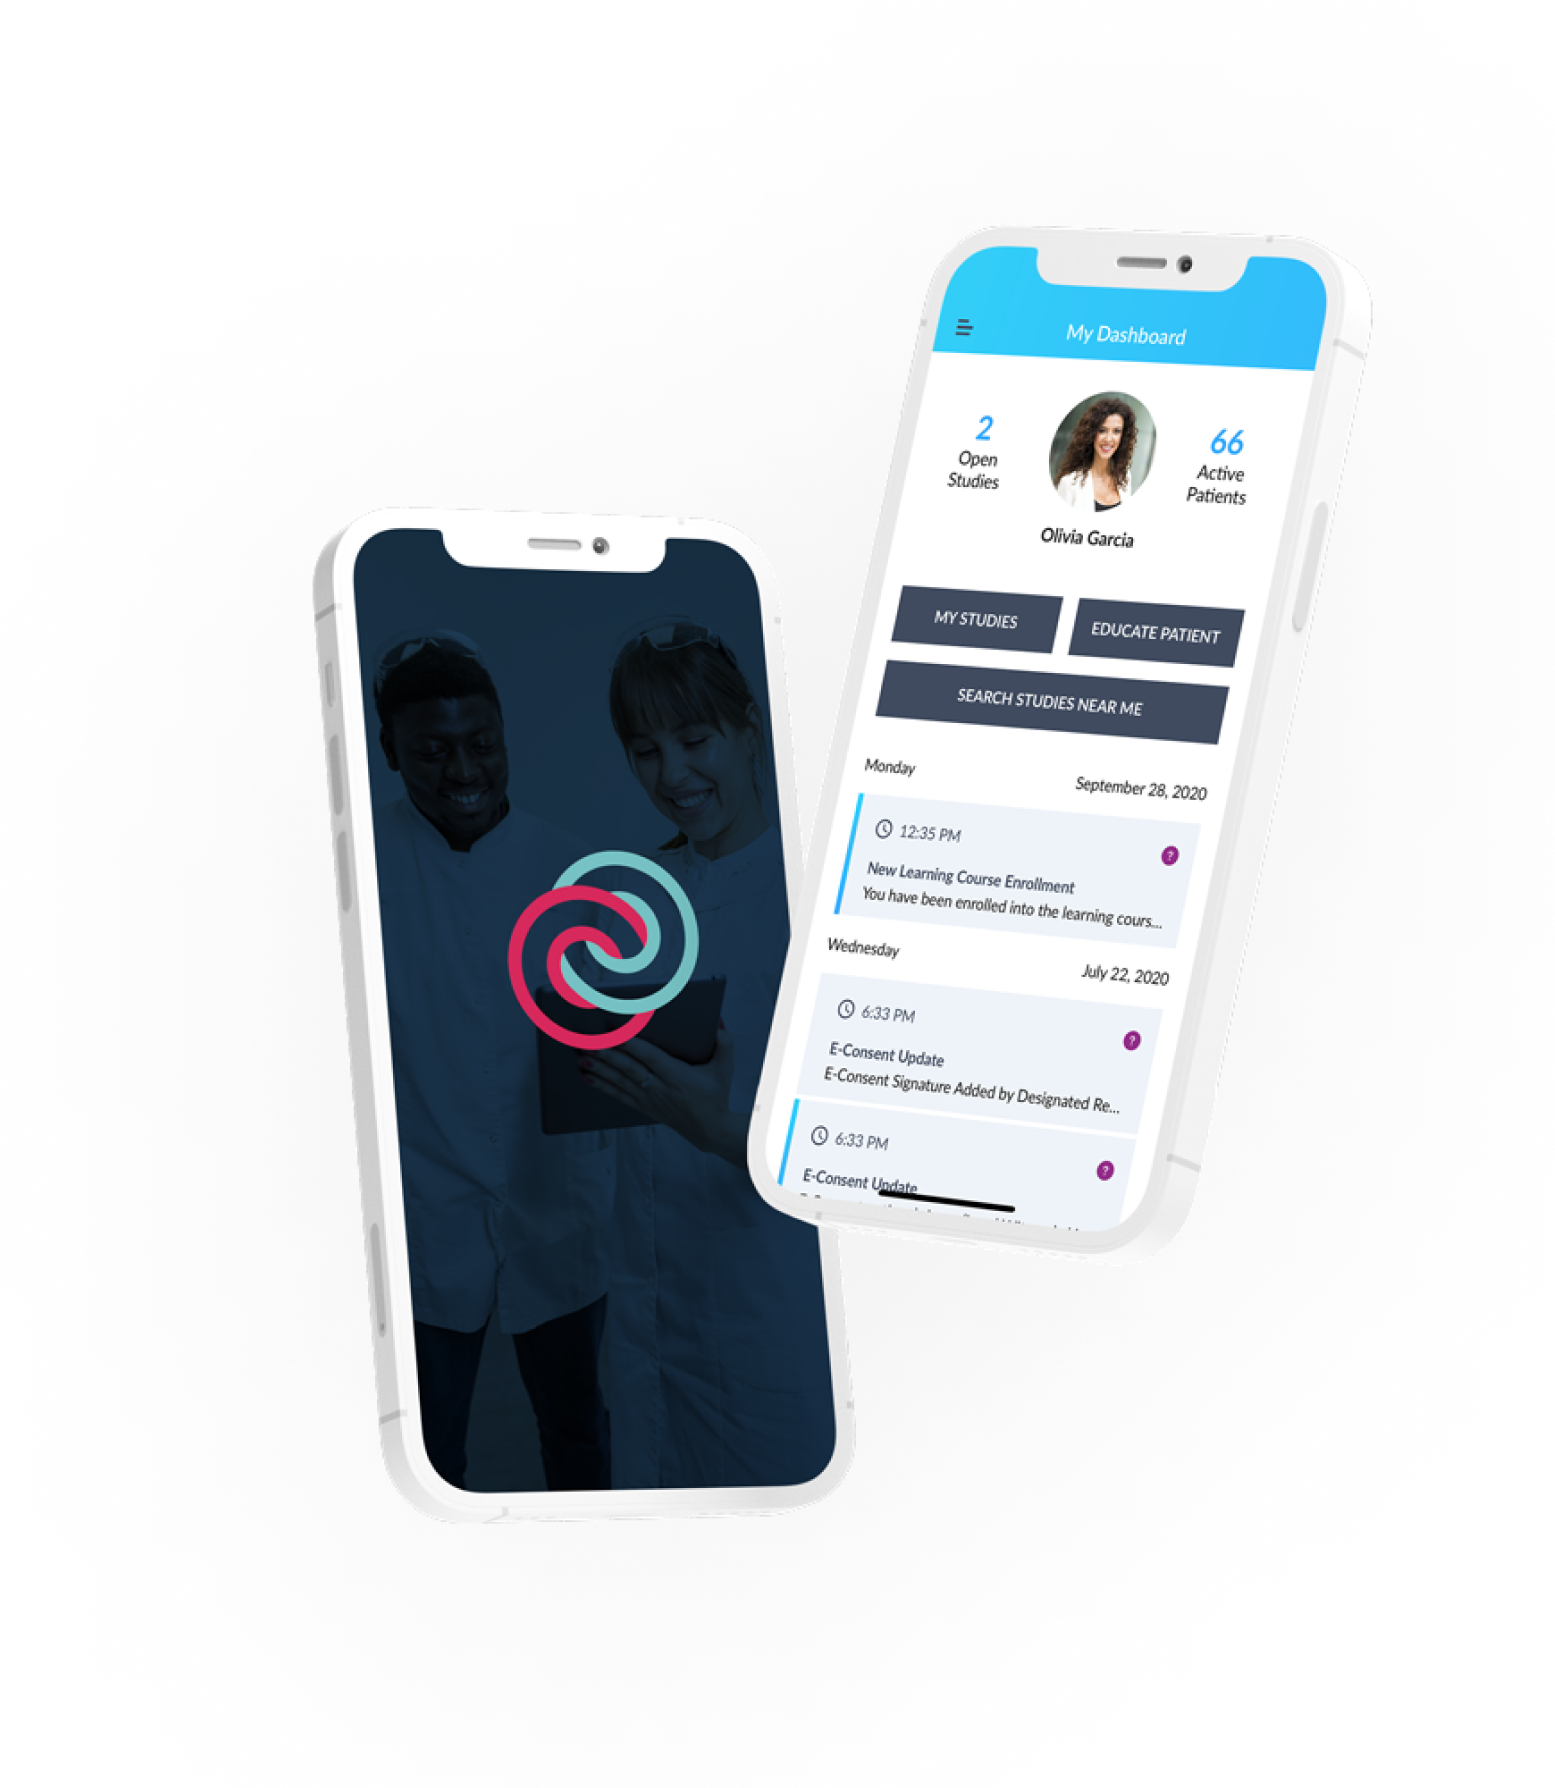 My Dashboard
2
Open
Studies
66
Active
Patients
Olivia Garcia
MY STUDIES
EDUCATE PATIENT
SEARCH STUDIES NEAR ME
Monday
September 28, 2020
12:35 PM
?
New Learning Course Enrollment
You have been enrolled into the learning cours...
Wednesday
July 22, 2020
6:33 PM
?
E-Consent Update
E-Consent Signature Added by Designated Re...
6:33 PM
?
E-Consent Update